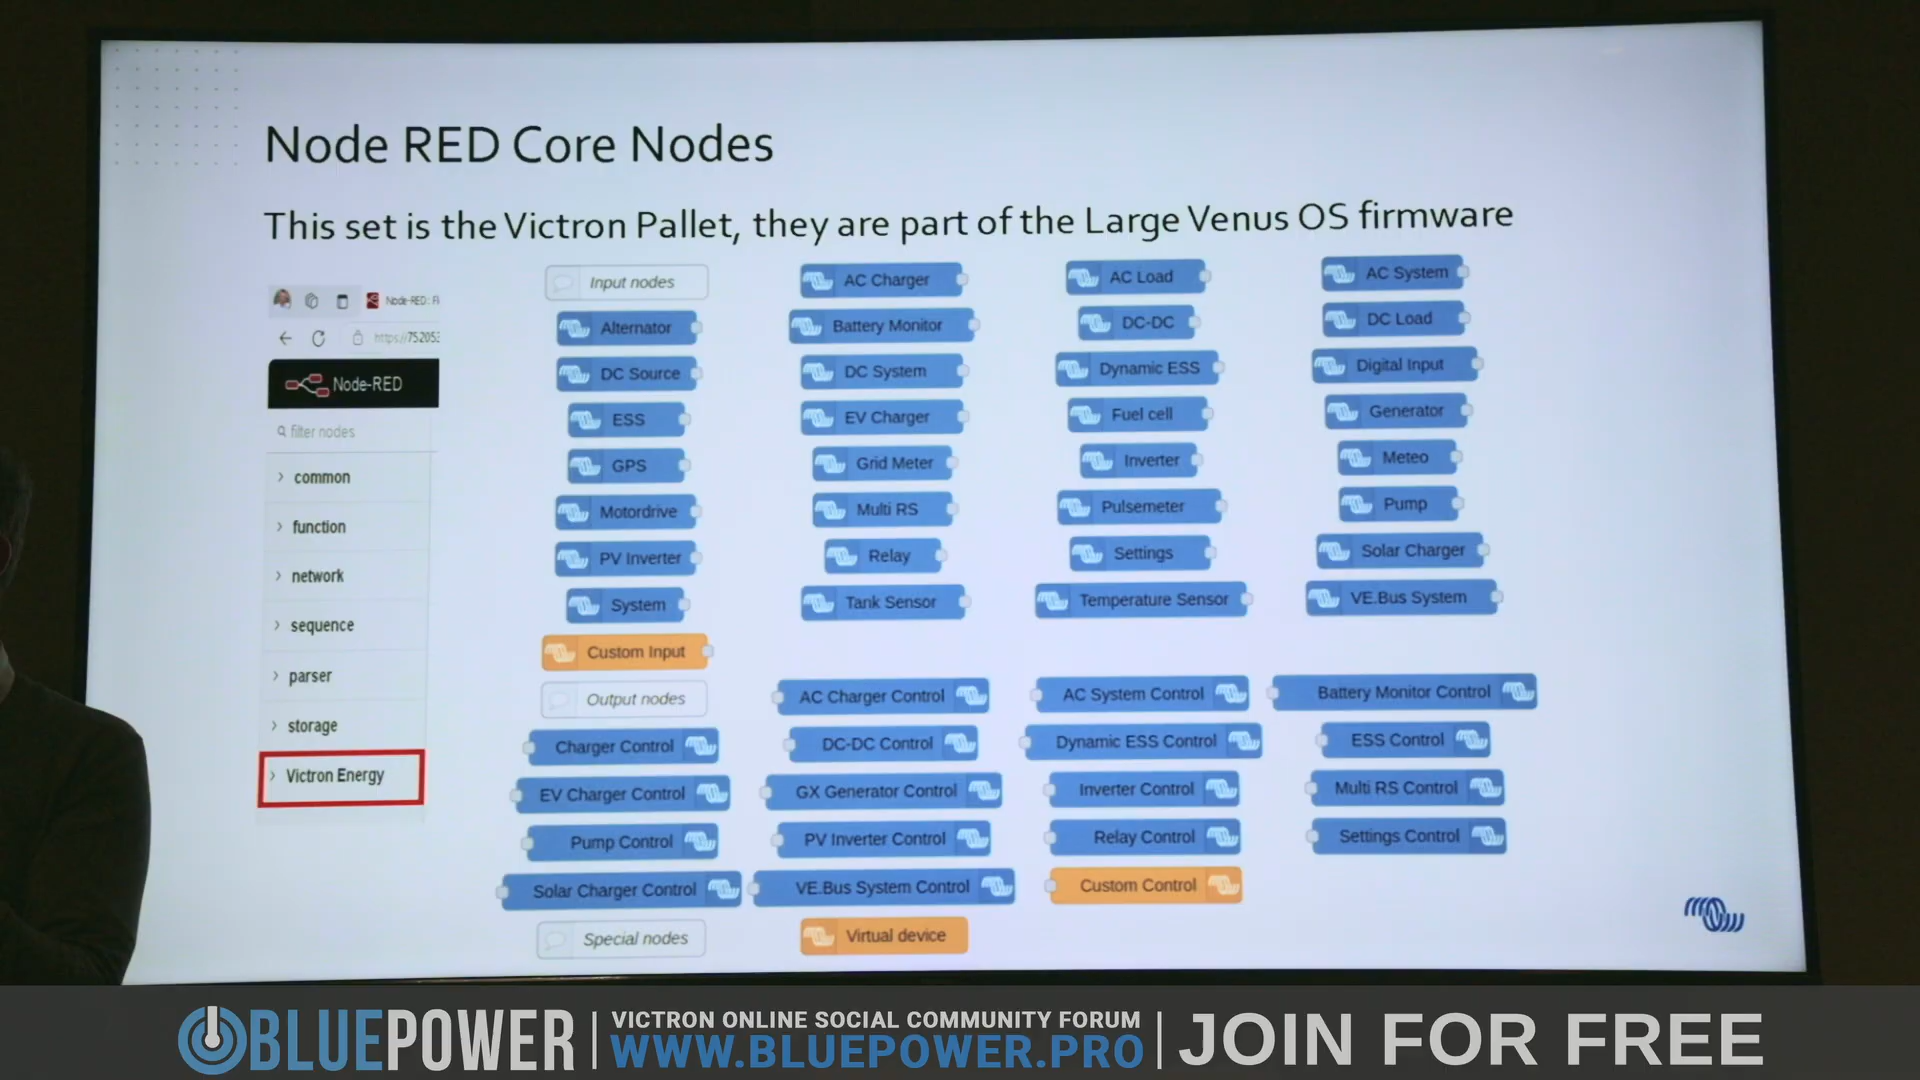 Node RED Core Nodes
This set is the Victron Pallet, they are part of the Large Venus OS firmware
Node-RED : Fl
https://752053
Node-RED
filter nodes
common
function
network
sequence
parser
storage
Victron Energy
Input nodes
AC Charger
AC Load
AC System
Alternator
Battery Monitor
DC-DC
DC Load
DC Source
DC System
Dynamic ESS
Digital Input
ESS
EV Charger
Fuel cell
Generator
GPS
Grid Meter
Inverter
Meteo
Motordrive
Multi RS
Pulsemeter
Pump
PV Inverter
Relay
Settings
Solar Charger
System
Tank Sensor
Temperature Sensor
VE.Bus System
Custom Input
Output nodes
AC Charger Control
AC System Control
Battery Monitor Control
Charger Control
DC-DC Control
Dynamic ESS Control
ESS Control
EV Charger Control
GX Generator Control
Inverter Control
Multi RS Control
Pump Control
PV Inverter Control
Relay Control
Settings Control
Solar Charger Control
VE.Bus System Control
Custom Control
Special nodes
Virtual device
BLUEPOWER
VICTRON ONLINE SOCIAL COMMUNITY FORUM
WWW.BLUEPOWER.PRO
JOIN FOR FREE